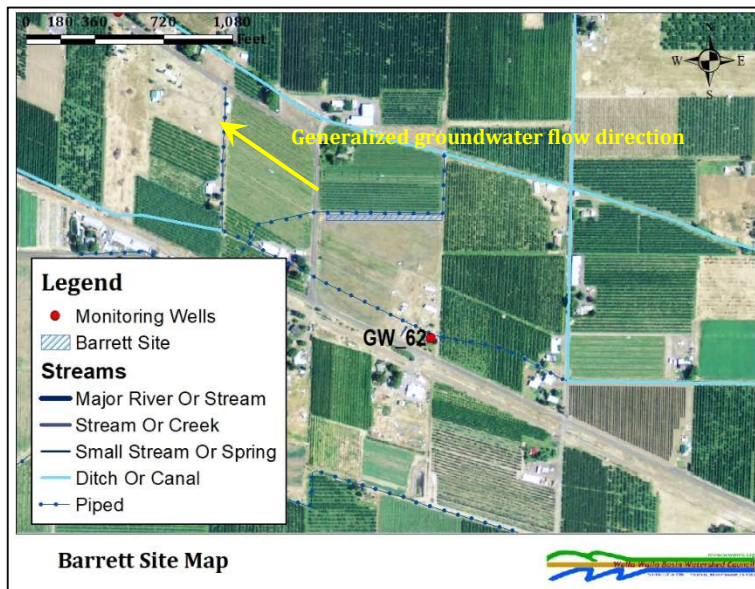 0 180 360 720 1,080
Feet
N
W E
S
Generalized groundwater flow direction
GW_62
Legend
Monitoring Wells
Barrett Site
Streams
Major River Or Stream
Stream Or Creek
Small Stream Or Spring
Ditch Or Canal
Piped
Barrett Site Map
Walla Walla Basin Watershed Council